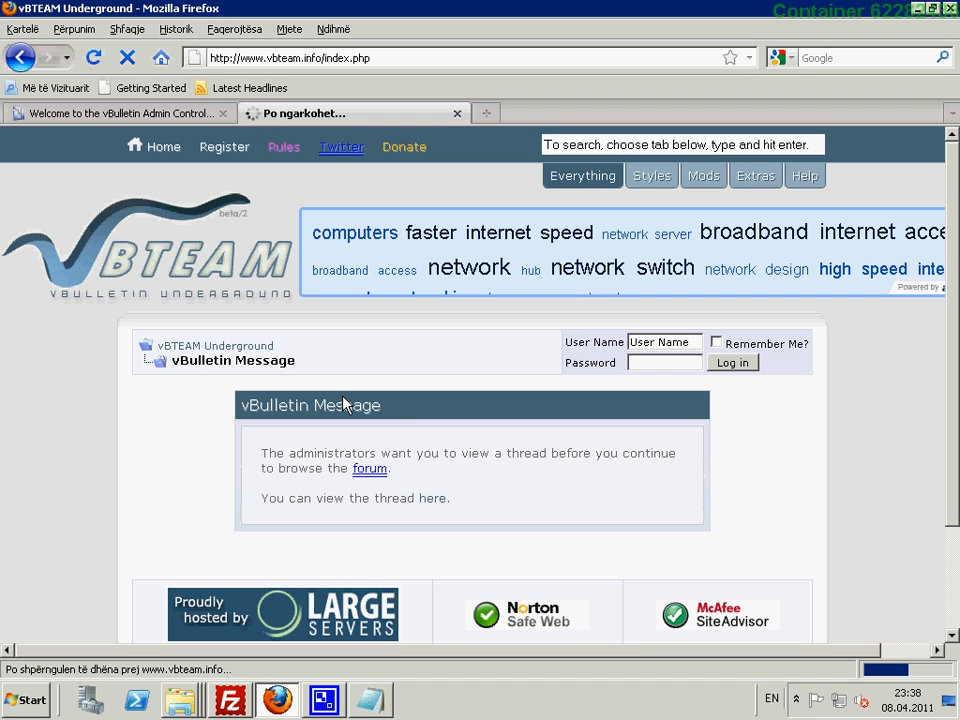 vBTEAM Underground - Mozilla Firefox
Kartelë Përpunim Shfaqje Historik Faqerojtësa Mjete Ndihmë
http://www.vbteam.info/index.php
Google
Më të Vizituarit Getting Started Latest Headlines
Welcome to the vBulletin Admin Control... Po ngarkohet...
Home Register Rules Twitter Donate
To search, choose tab below, type and hit enter.
Everything Styles Mods Extras Help
beta/2
VBTEAM
VBULLETIN UNDERGROUND
computers faster internet speed network server broadband internet acce
broadband access network hub network switch network design high speed inte
Powered by
vBTEAM Underground
vBulletin Message
User Name User Name Remember Me?
Password Log in
vBulletin Message
The administrators want you to view a thread before you continue
to browse the forum.
You can view the thread here.
Proudly
hosted by
LARGE
SERVERS
Norton
Safe Web
McAfee
SiteAdvisor
Po shpërngulen të dhëna prej www.vbteam.info...
Start
EN
23:38
08.04.2011